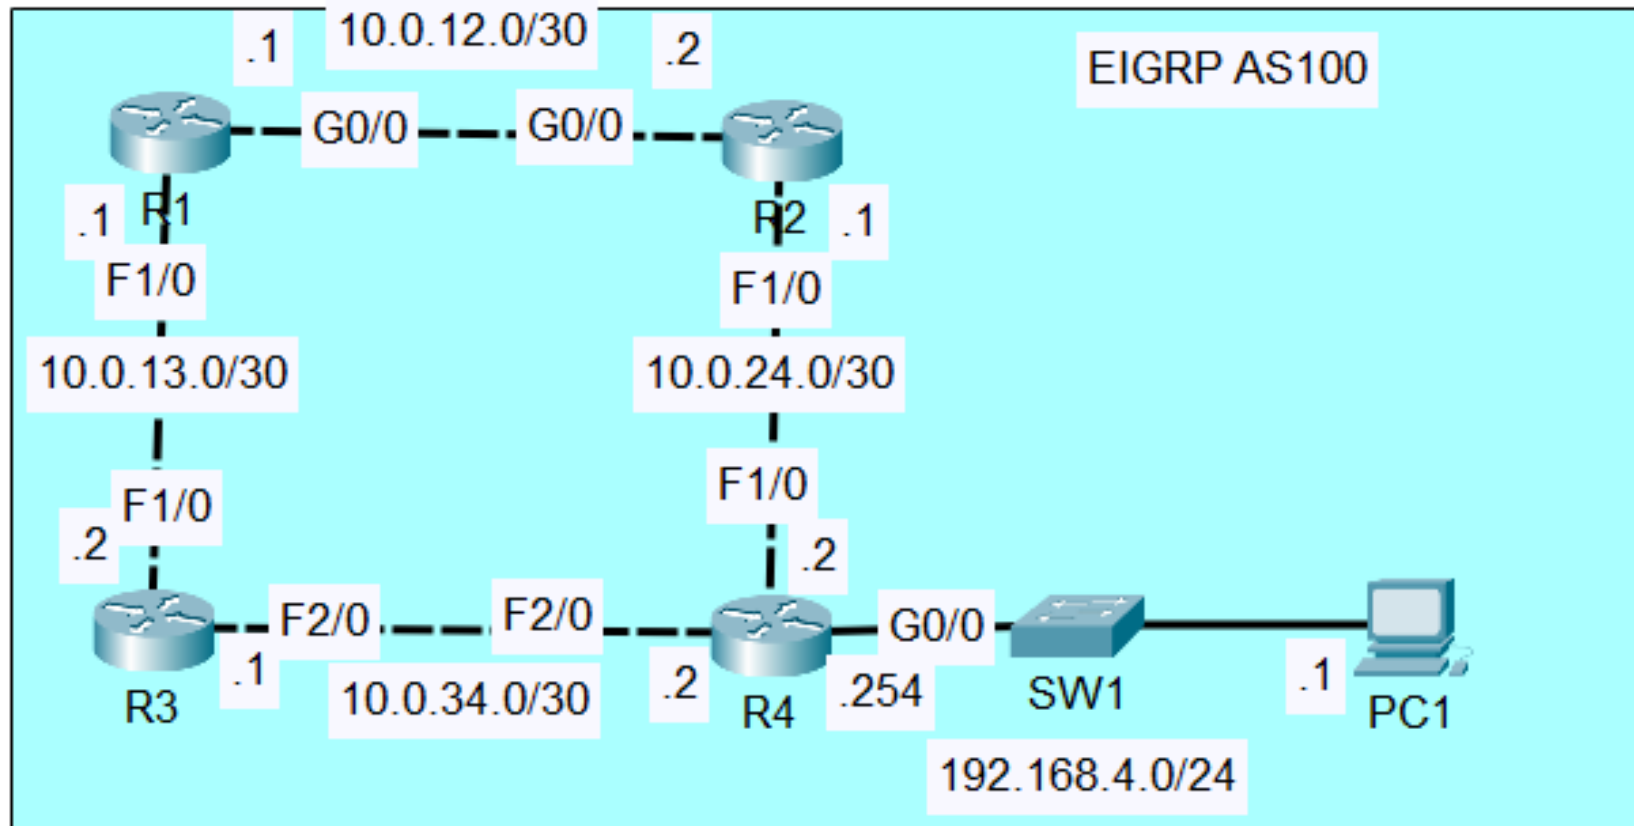 10.0.12.0/30
.1
.2
EIGRP AS100
G0/0
G0/0
R1
R2
.1
.1
F1/0
F1/0
10.0.13.0/30
10.0.24.0/30
F1/0
F1/0
.2
.2
F2/0
F2/0
G0/0
.1
.2
.254
.1
R3
10.0.34.0/30
R4
SW1
PC1
192.168.4.0/24